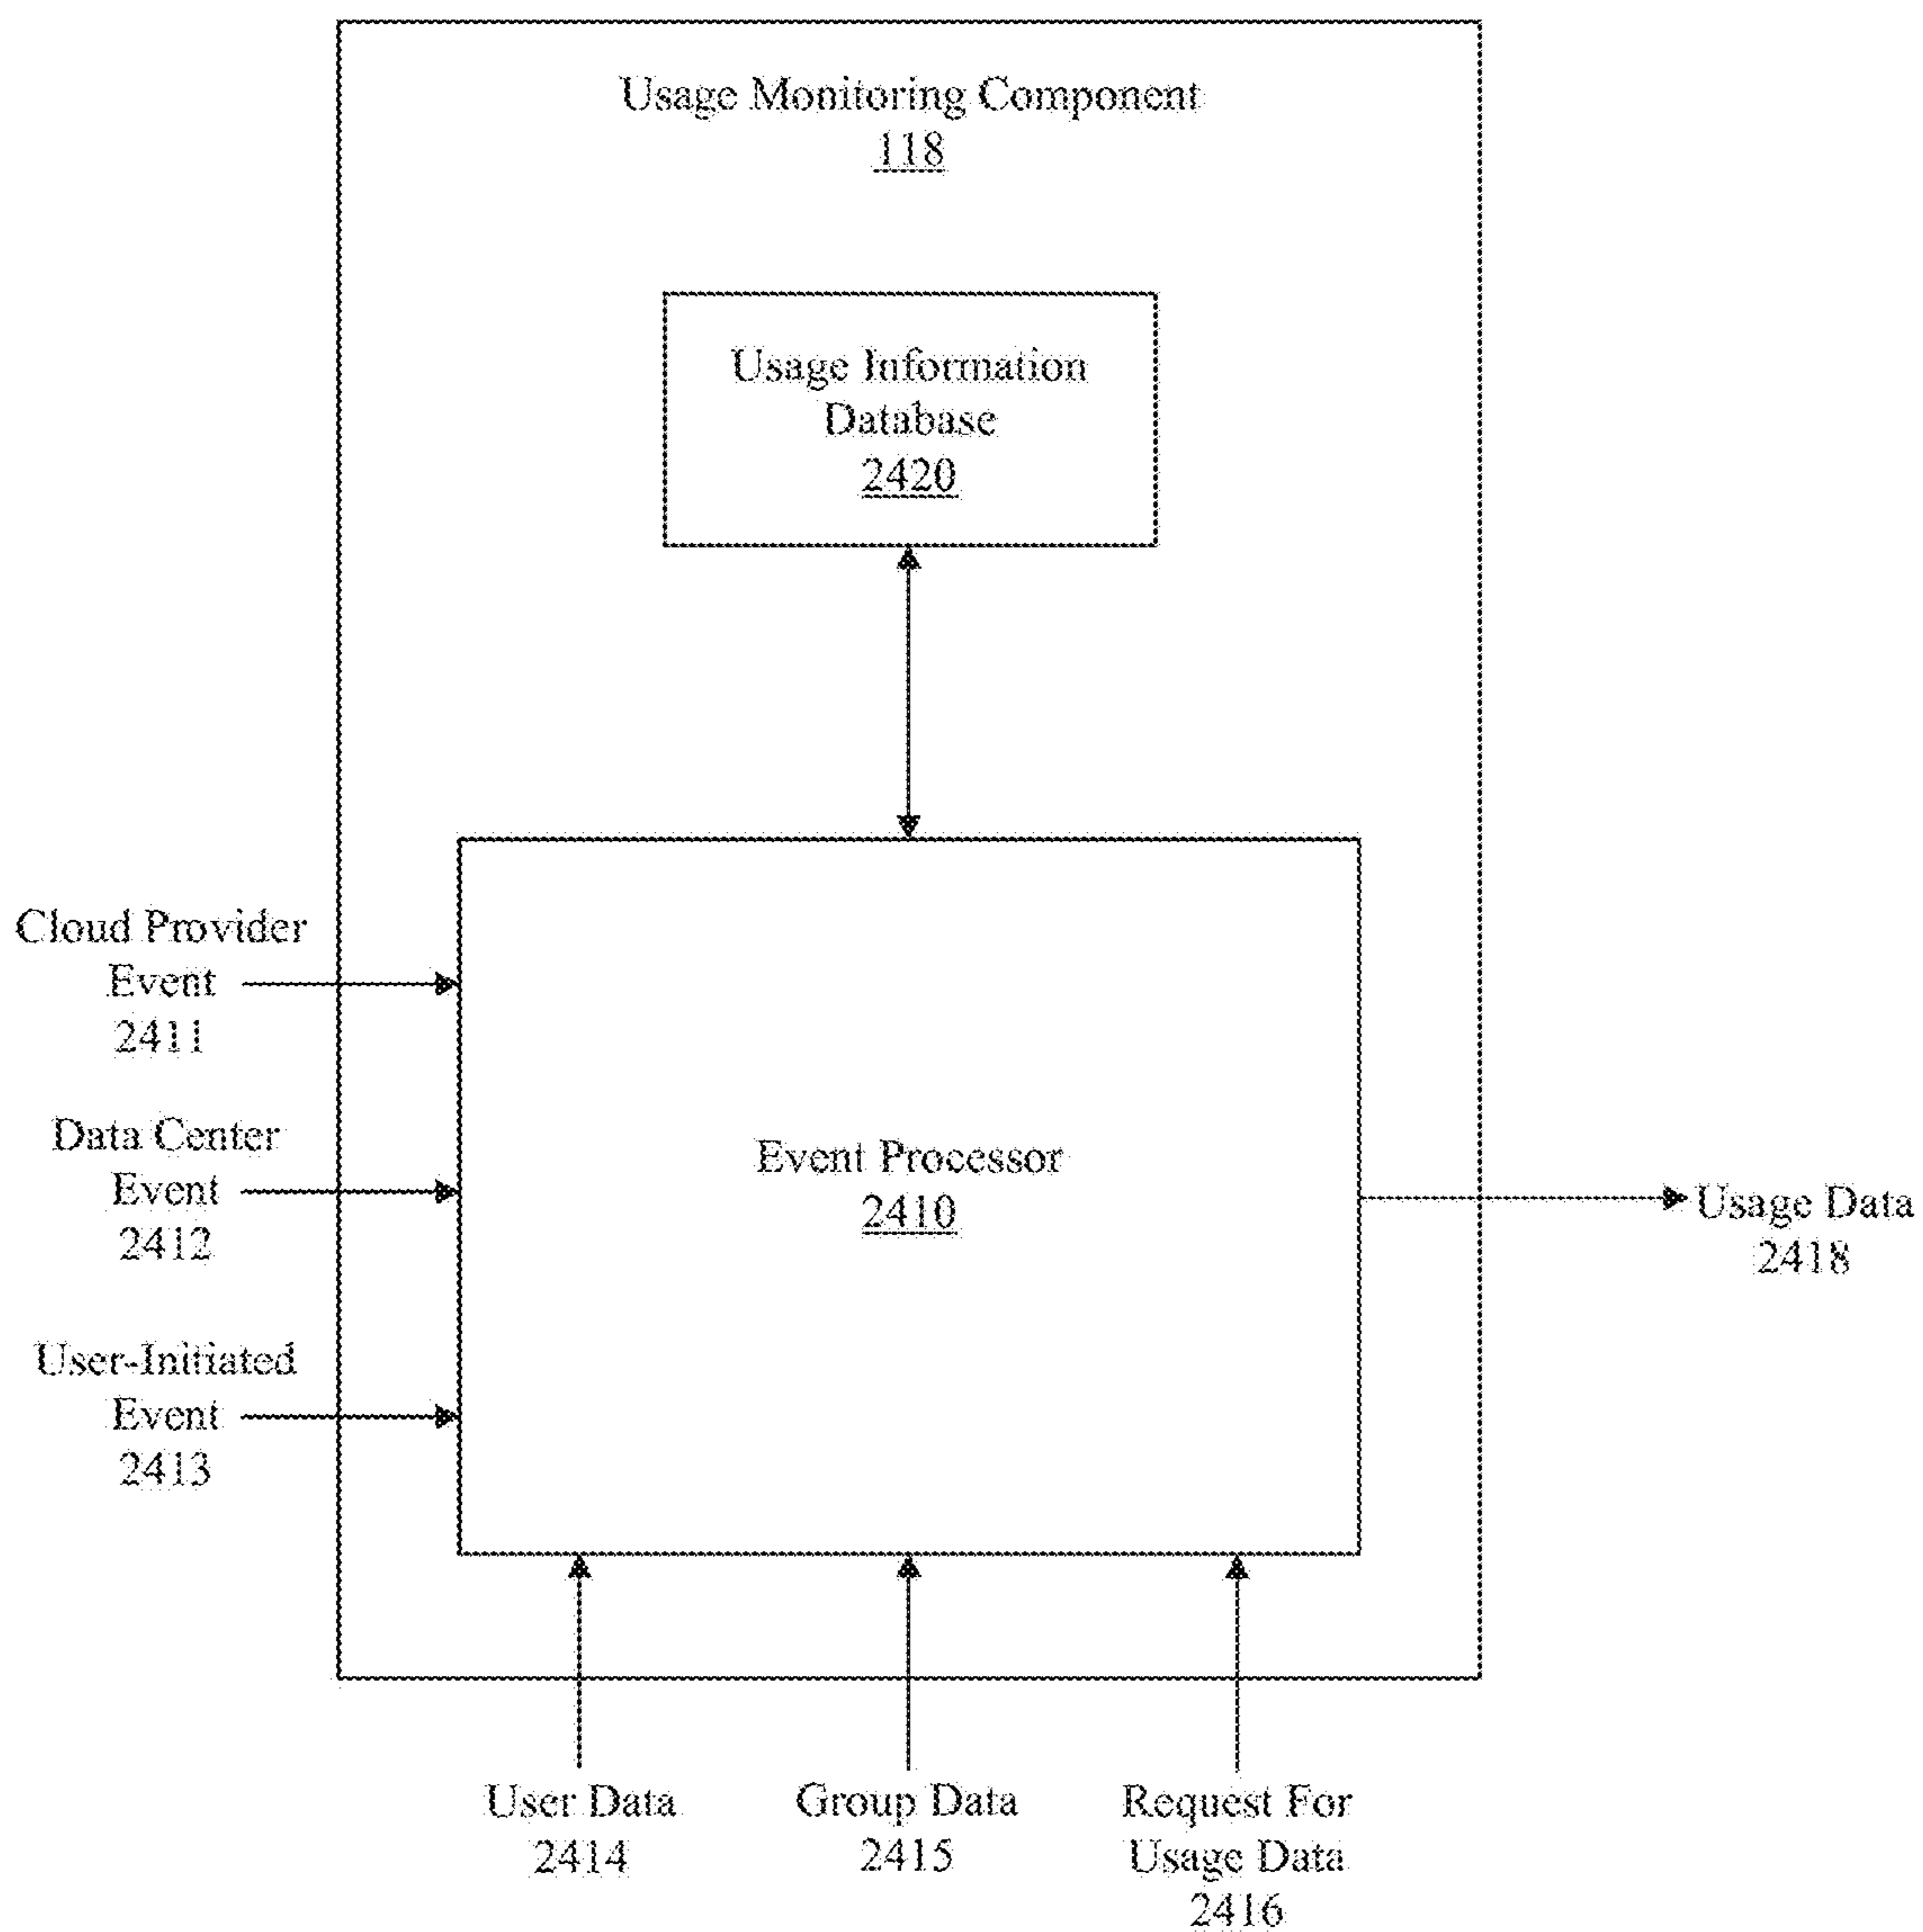 Usage Monitoring Component
118
Usage Information
Database
2420
Cloud Provider
Event
2411
Data Center
Event
2412
User-Initiated
Event
2413
Event Processor
2410
Usage Data
2418
User Data
2414
Group Data
2415
Request For
Usage Data
2416